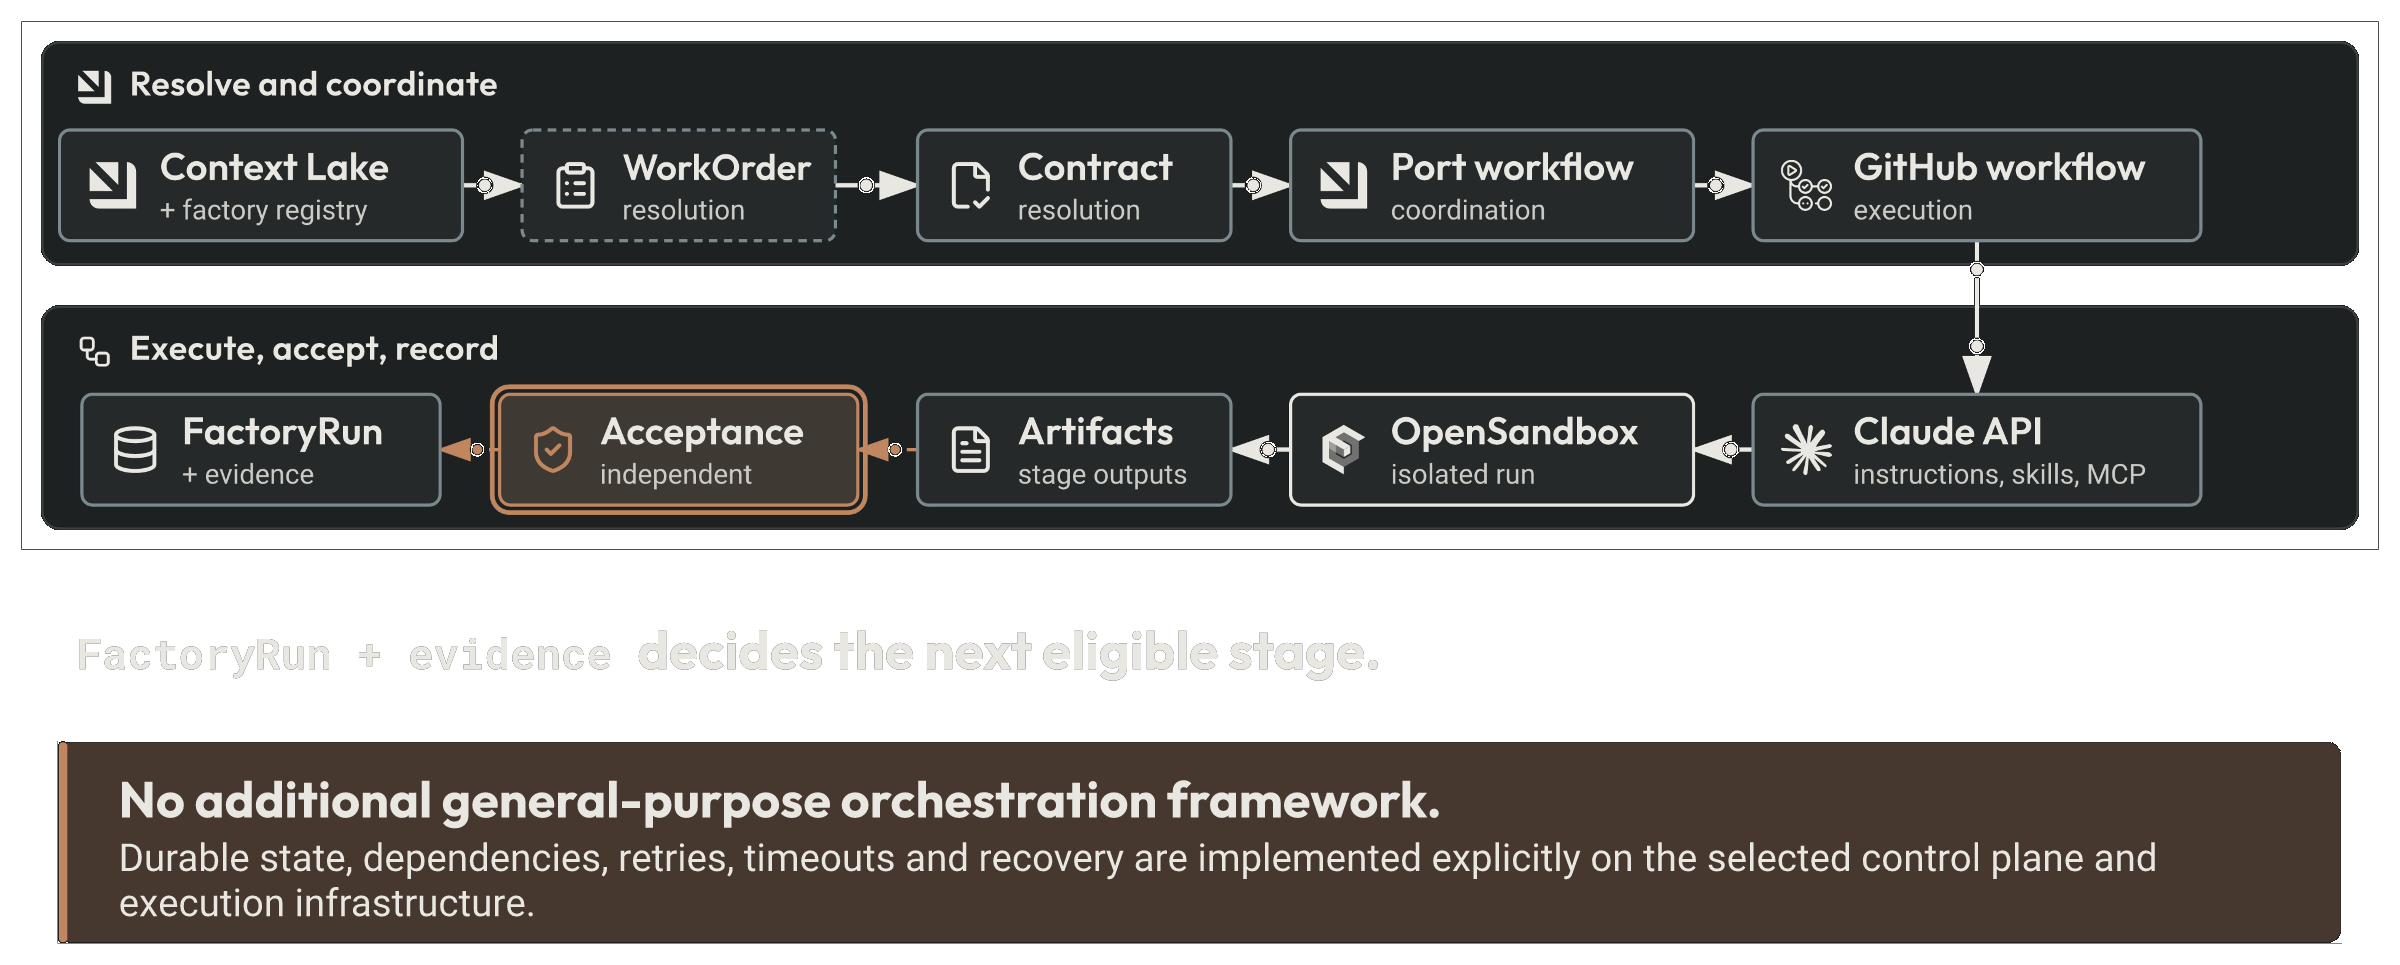 Resolve and coordinate
Context Lake
+ factory registry
WorkOrder
resolution
Contract
resolution
Port workflow
coordination
GitHub workflow
execution
Execute, accept, record
FactoryRun
+ evidence
Acceptance
independent
Artifacts
stage outputs
OpenSandbox
isolated run
Claude API
instructions, skills, MCP
FactoryRun + evidence decides the next eligible stage.
No additional general-purpose orchestration framework.
Durable state, dependencies, retries, timeouts and recovery are implemented explicitly on the selected control plane and
execution infrastructure.